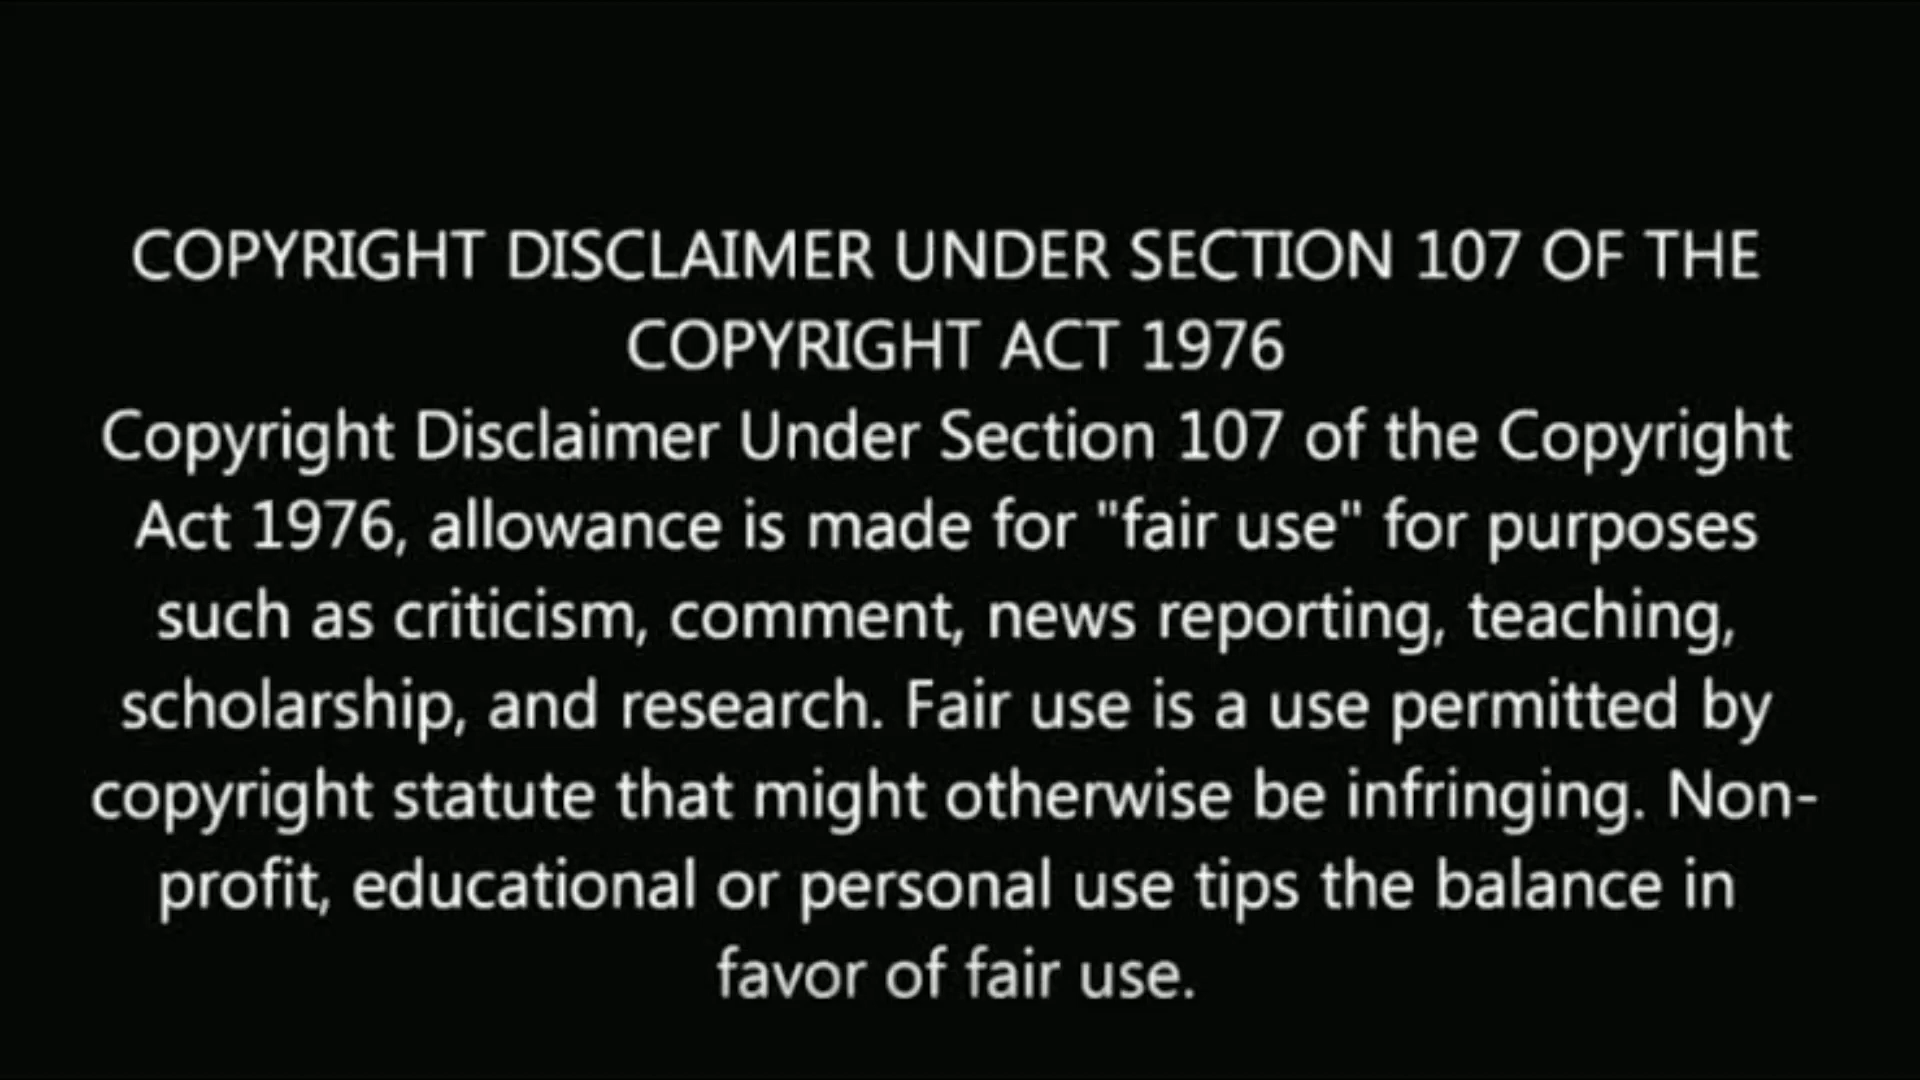 COPYRIGHT DISCLAIMER UNDER SECTION 107 OF THE
COPYRIGHT ACT 1976
Copyright Disclaimer Under Section 107 of the Copyright
Act 1976, allowance is made for "fair use" for purposes
such as criticism, comment, news reporting, teaching,
scholarship, and research. Fair use is a use permitted by
copyright statute that might otherwise be infringing. Non-
profit, educational or personal use tips the balance in
favor of fair use.